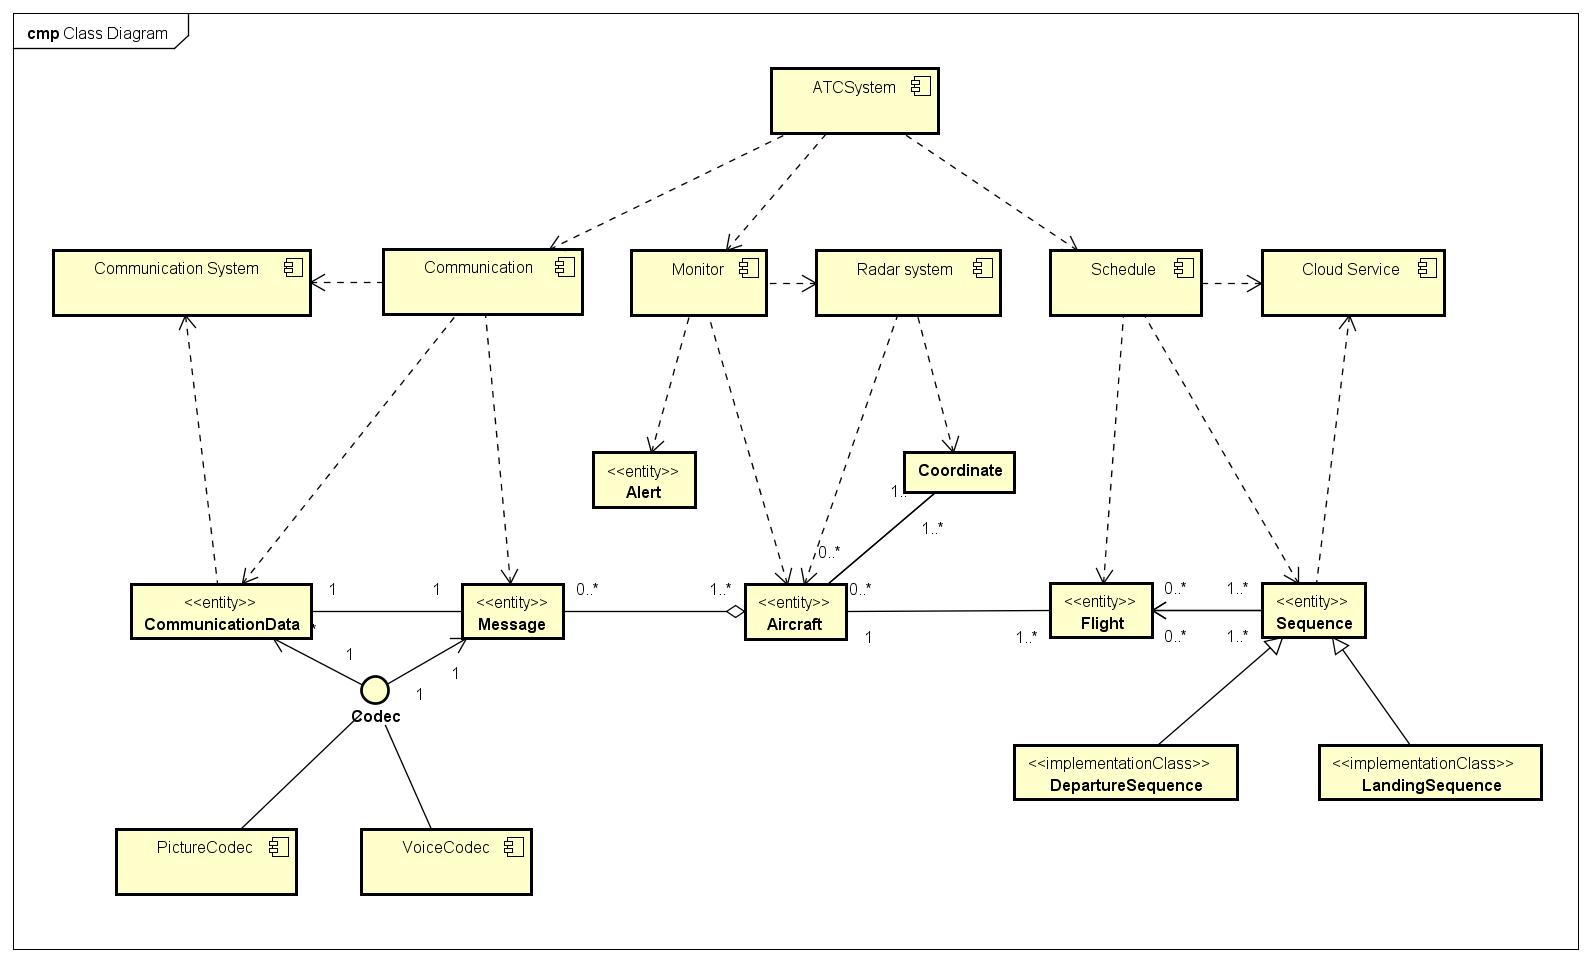 cmp Class Diagram
ATCSystem
Communication System
Communication
Monitor
Radar system
Schedule
Cloud Service
<<entity>>
Alert
Coordinate
1..
1..*
0..*
<<entity>>
CommunicationData
1
1
<<entity>>
Message
0..*
1..*
<<entity>>
Aircraft
0..*
1
1..*
<<entity>>
Flight
0..*
1..*
0..*
1..*
<<entity>>
Sequence
*
1
1
1
Codec
<<implementationClass>>
DepartureSequence
<<implementationClass>>
LandingSequence
PictureCodec
VoiceCodec